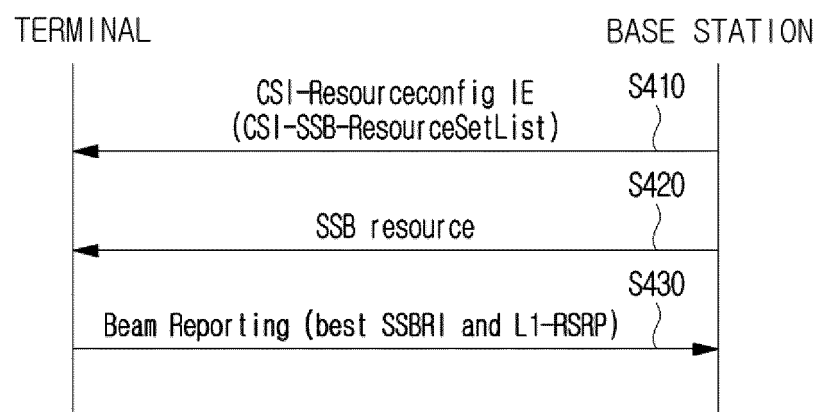 TERMINAL
BASE STATION
CSI-Resourceconfig IE
(CSI-SSB-ResourceSetList)
S410
SSB resource
S420
Beam Reporting (best SSBRI and L1-RSRP)
S430